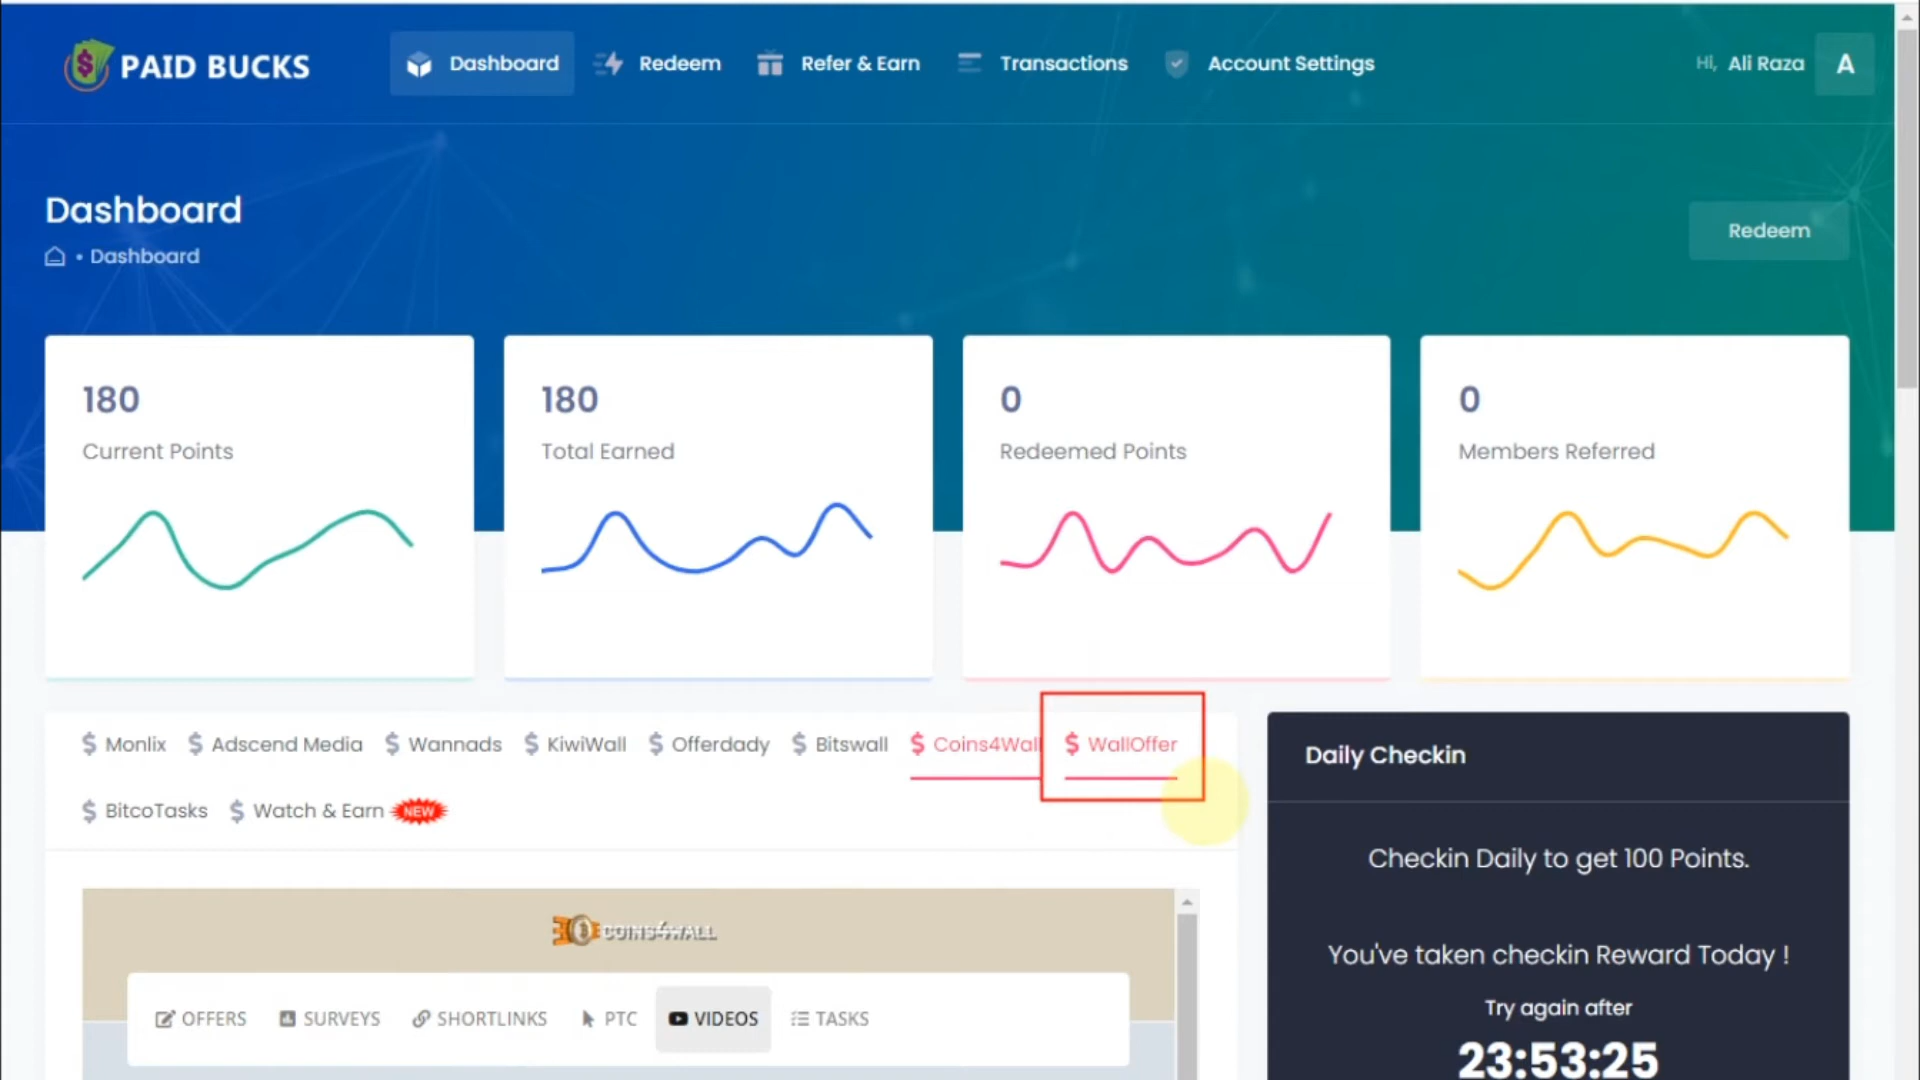 PAID BUCKS
Dashboard
Redeem
Refer & Earn
Transactions
Account Settings
Hi, Ali Raza
A
Dashboard
• Dashboard
Redeem
180
Current Points
180
Total Earned
0
Redeemed Points
0
Members Referred
$ Monlix $ Adscend Media $ Wannads $ KiwiWall $ Offerdady $ Bitswall $ Coins4Wall $ WallOffer
$ BitcoTasks $ Watch & Earn NEW
COINS4WALL
OFFERS SURVEYS SHORTLINKS PTC VIDEOS TASKS
Daily Checkin
Checkin Daily to get 100 Points.
You've taken checkin Reward Today !
Try again after
23:53:25